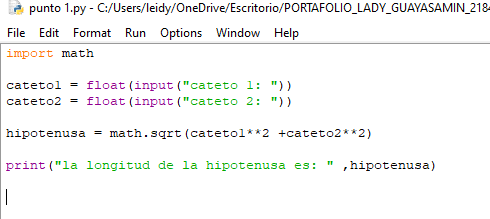 punto 1.py - C:/Users/leidy/OneDrive/Escritorio/PORTAFOLIO_LADY_GUAYASAMIN_2184
File Edit Format Run Options Window Help
import math
cateto1 = float(input("cateto 1: "))
cateto2 = float(input("cateto 2: "))
hipotenusa = math.sqrt(cateto1**2 +cateto2**2)
print("la longitud de la hipotenusa es: " ,hipotenusa)